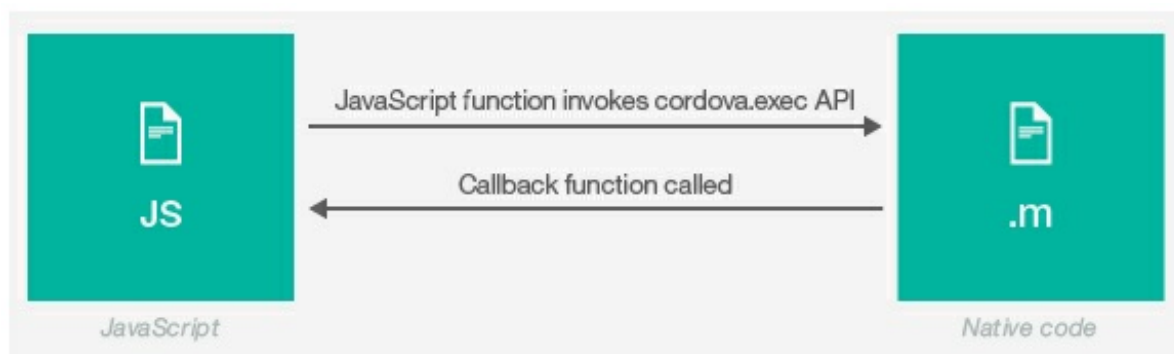 JavaScript function invokes cordova.exec API
Callback function called
JS
.m
JavaScript
Native code